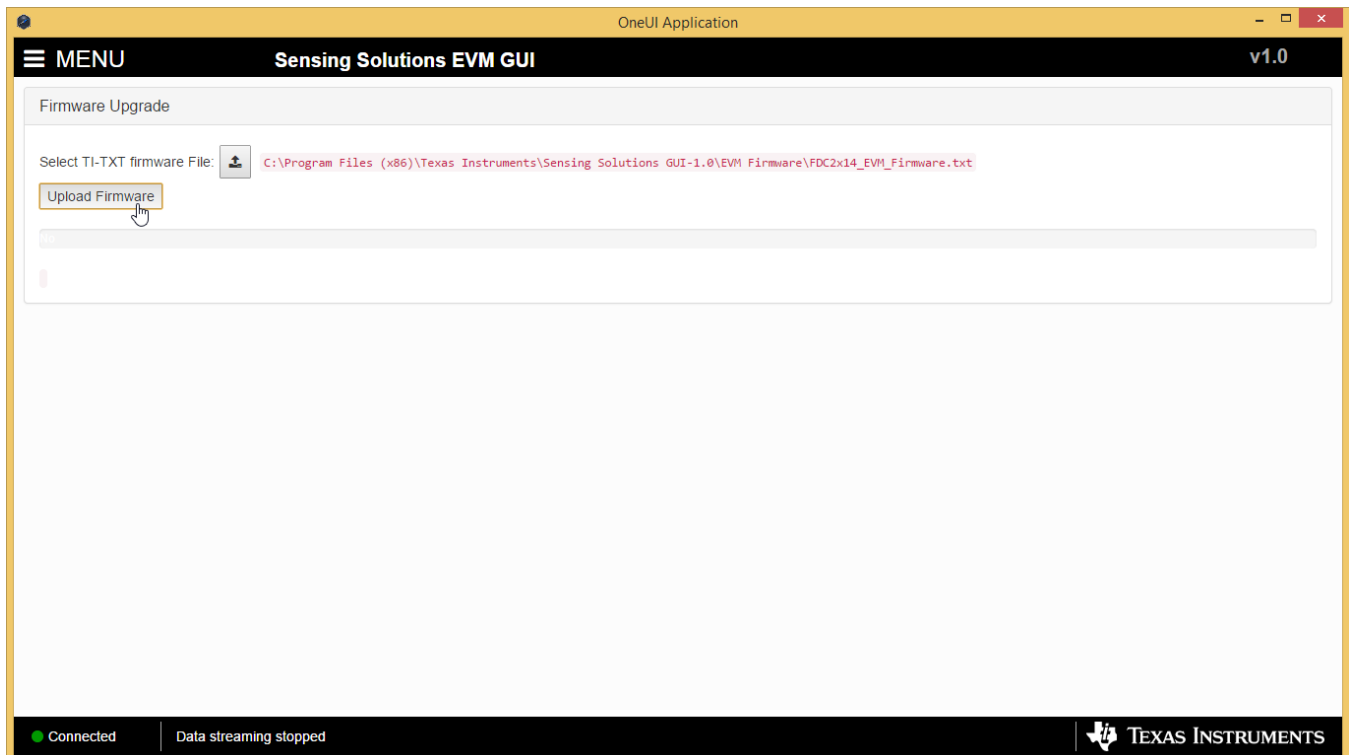 OneUI Application
MENU
Sensing Solutions EVM GUI
v1.0
Firmware Upgrade
Select TI-TXT firmware File: C:\Program Files (x86)\Texas Instruments\Sensing Solutions GUI-1.0\EVM Firmware\FDC2x14_EVM_Firmware.txt
Upload Firmware
No
Connected
Data streaming stopped
TEXAS INSTRUMENTS